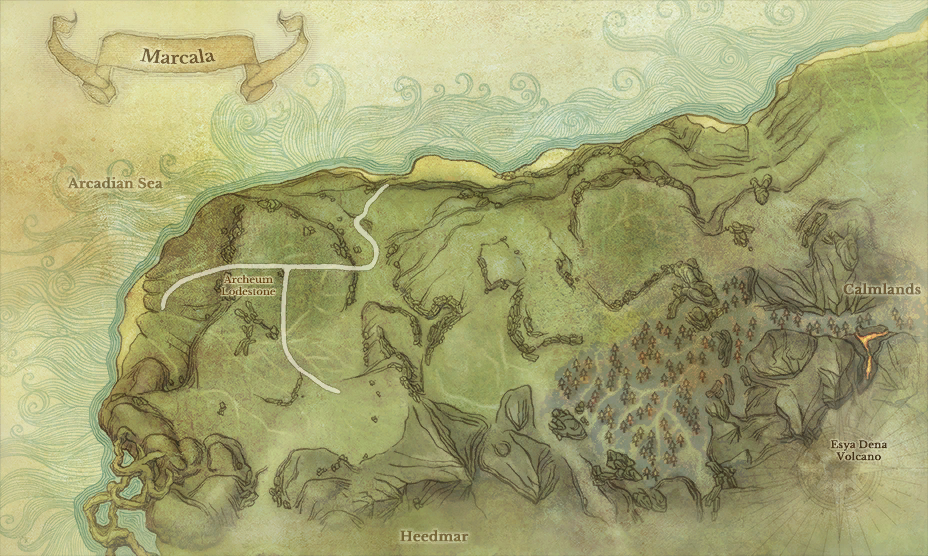 Marcala
Arcadian Sea
Archeum
Lodestone
Calmlands
Esya Dena
Volcano
Heedmar